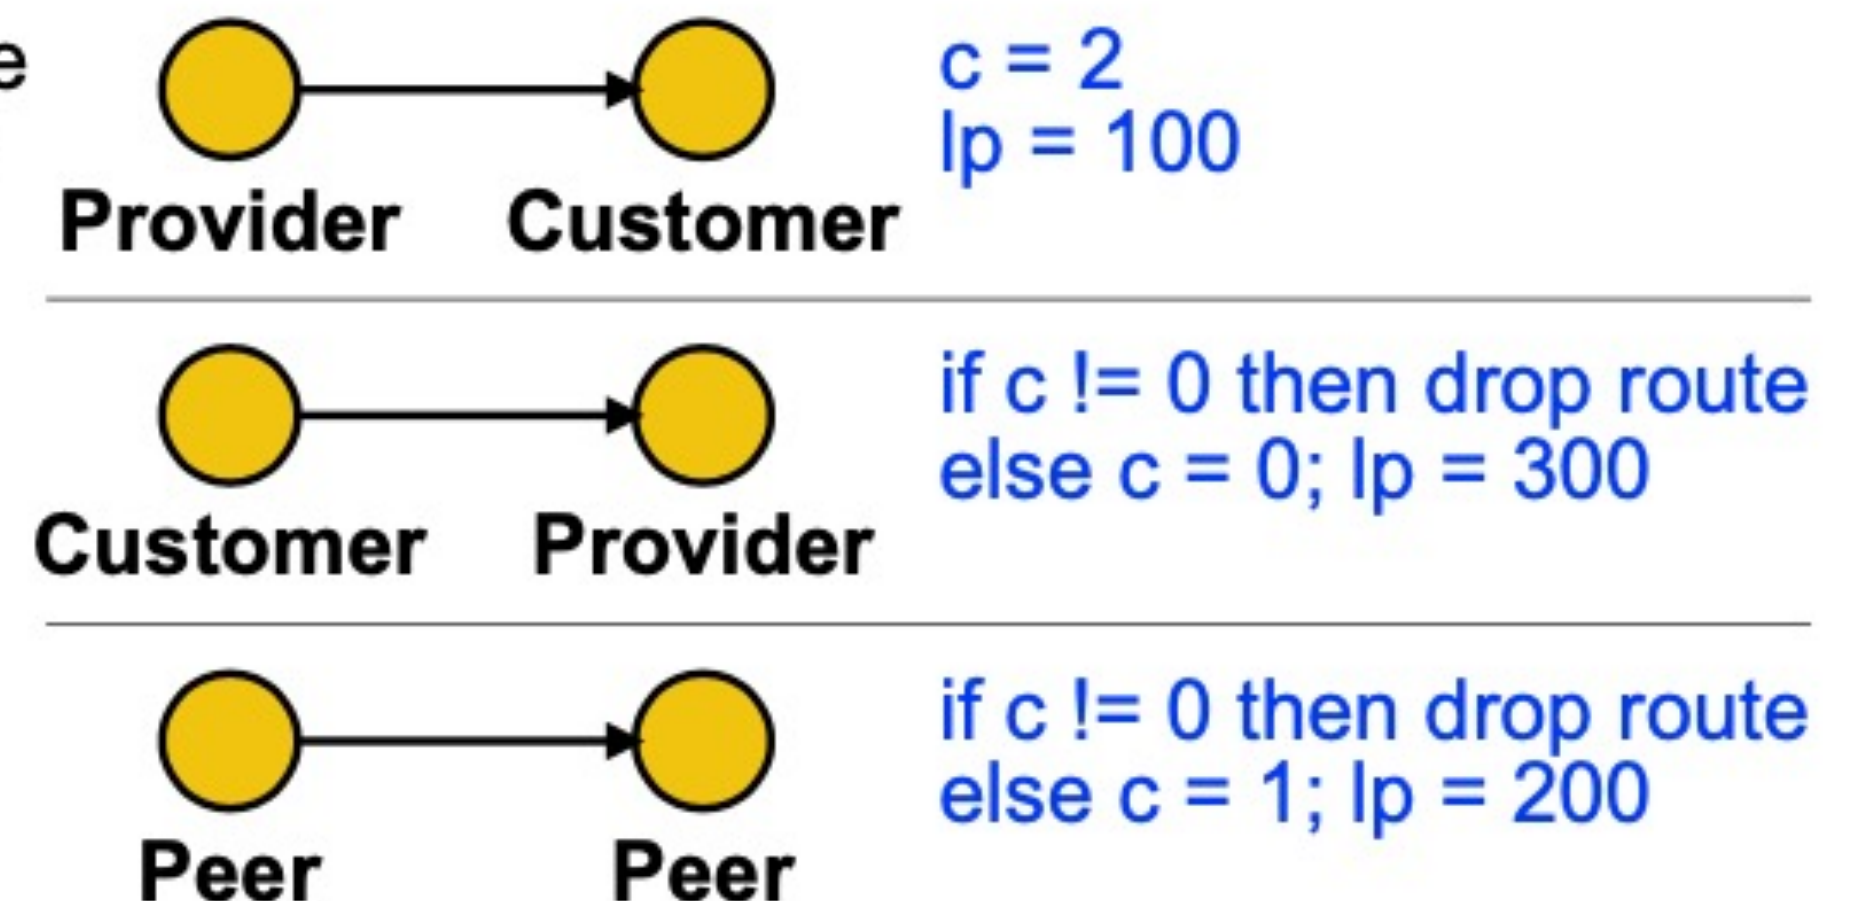 e
c = 2
lp = 100
Provider Customer
if c != 0 then drop route
else c = 0; lp = 300
Customer Provider
if c != 0 then drop route
else c = 1; lp = 200
Peer Peer